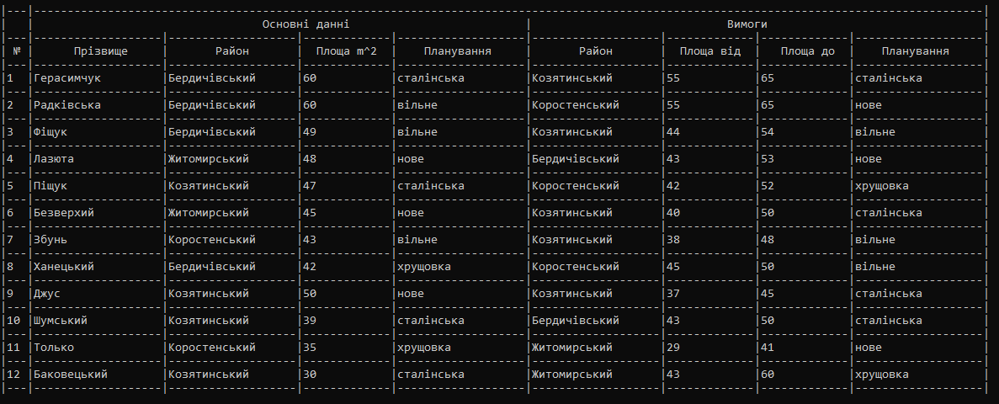 Основні данні Вимоги
№ Прізвище Район Площа m^2 Планування Район Площа від Площа до Планування
1 Герасимчук Бердичівський 60 сталінська Козятинський 55 65 сталінська
2 Радківська Бердичівський 60 вільне Коростенський 55 65 нове
3 Фіщук Бердичівський 49 вільне Козятинський 44 54 вільне
4 Лазюта Житомирський 48 нове Бердичівський 43 53 нове
5 Піщук Козятинський 47 сталінська Коростенський 42 52 хрущовка
6 Безверхий Житомирський 45 нове Козятинський 40 50 сталінська
7 Збунь Коростенський 43 вільне Козятинський 38 48 вільне
8 Ханецький Бердичівський 42 хрущовка Коростенський 45 50 вільне
9 Джус Козятинський 50 нове Козятинський 37 45 сталінська
10 Шумський Козятинський 39 сталінська Бердичівський 43 50 сталінська
11 Только Коростенський 35 хрущовка Житомирський 29 41 нове
12 Баковецький Козятинський 30 сталінська Житомирський 43 60 хрущовка